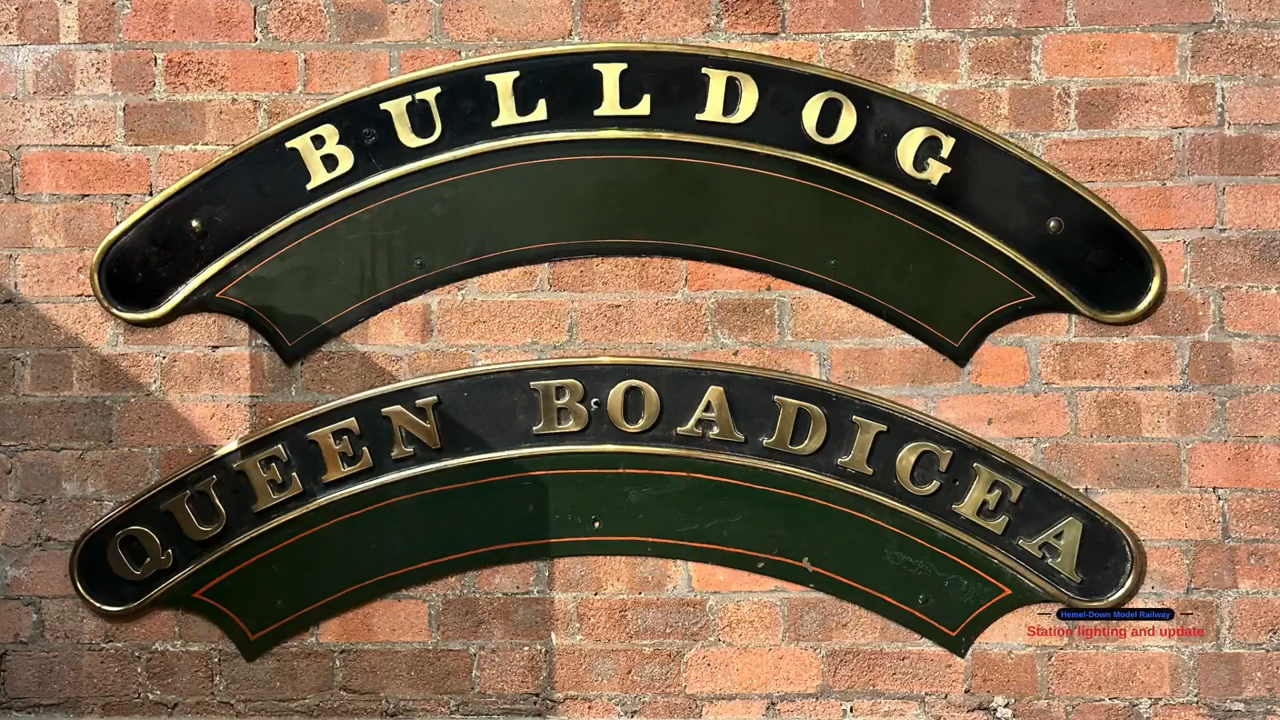 BULLDOG
QUEEN BOADICEA
Hemel-Down Model Railway
Station lighting and update